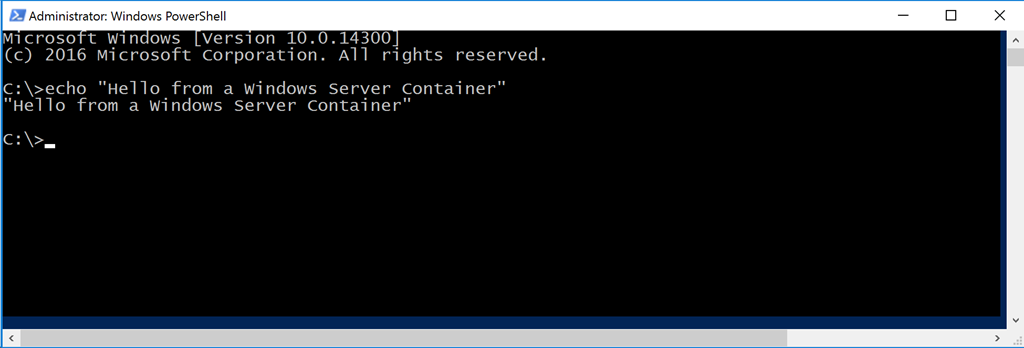 Administrator: Windows PowerShell
Microsoft Windows [Version 10.0.14300]
(c) 2016 Microsoft Corporation. All rights reserved.
C:\>echo "Hello from a Windows Server Container"
"Hello from a Windows Server Container"
C:\>